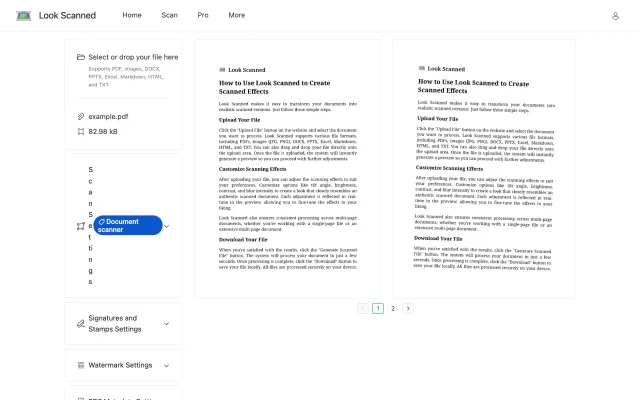 Look Scanned
Home
Scan
Pro
More
Select or drop your file here
Supports PDF, images, DOCX,
PPTX, Excel, Markdown, HTML,
and TXT
example.pdf
82.98 kB
Scan Settings
Document
scanner
Signatures and
Stamps Settings
Watermark Settings
Look Scanned
How to Use Look Scanned to Create
Scanned Effects
Look Scanned makes it easy to transform your documents into
realistic scanned versions. Just follow these simple steps.
Upload Your File
Click the "Upload File" button on the website and select the document
you want to process. Look Scanned supports various file formats,
including PDFs, images (JPG, PNG), DOCX, PPTX, Excel, Markdown,
HTML, and TXT. You can also drag and drop your file directly onto
the upload area. Once the file is uploaded, the system will instantly
generate a preview so you can proceed with further adjustments.
Customize Scanning Effects
After uploading your file, you can adjust the scanning effects to suit
your preferences. Customize options like tilt angle, brightness,
contrast, and blur intensity to create a look that closely resembles an
authentic scanned document. Each adjustment is reflected in real-
time in the preview, allowing you to fine-tune the effects to your
liking.
Look Scanned also ensures consistent processing across multi-page
documents, whether you're working with a single-page file or an
extensive multi-page document.
Download Your File
When you're satisfied with the results, click the "Generate Scanned
File" button. The system will process your document in just a few
seconds. Once processing is complete, click the "Download" button to
save your file locally. All files are processed securely on your device,
Look Scanned
How to Use Look Scanned to Create
Scanned Effects
Look Scanned makes it easy to transform your documents into
realistic scanned versions. Just follow these simple steps.
Upload Your File
Click the "Upload File" button on the website and select the document
you want to process. Look Scanned supports various file formats,
including PDFs, images (JPG, PNG), DOCX, PPTX, Excel, Markdown,
HTML, and TXT. You can also drag and drop your file directly onto
the upload area. Once the file is uploaded, the system will instantly
generate a preview so you can proceed with further adjustments.
Customize Scanning Effects
After uploading your file, you can adjust the scanning effects to suit
your preferences. Customize options like tilt angle, brightness,
contrast, and blur intensity to create a look that closely resembles an
authentic scanned document. Each adjustment is reflected in real-
time in the preview, allowing you to fine-tune the effects to your
liking.
Look Scanned also ensures consistent processing across multi-page
documents, whether you're working with a single-page file or an
extensive multi-page document.
Download Your File
When you're satisfied with the results, click the "Generate Scanned
File" button. The system will process your document in just a few
seconds. Once processing is complete, click the "Download" button to
save your file locally. All files are processed securely on your device,
1
2